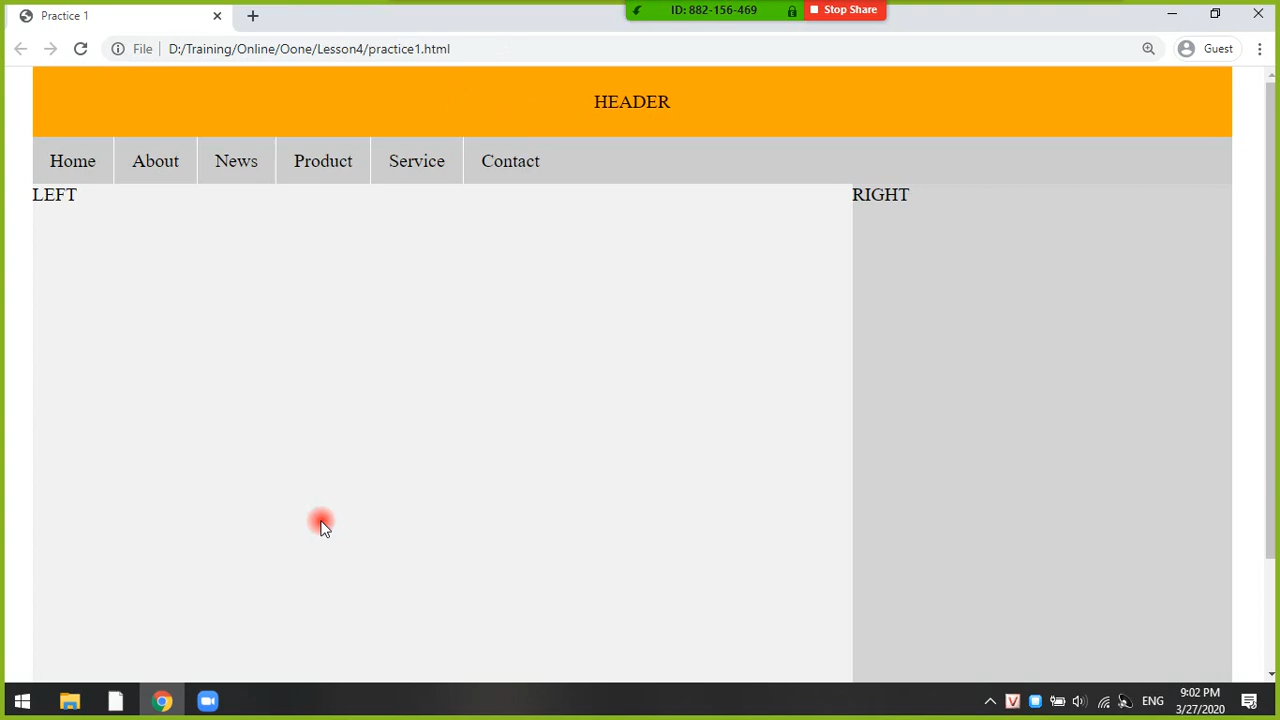 Practice 1
ID: 882-156-469
Stop Share
File
D:/Training/Online/Oone/Lesson4/practice1.html
Guest
HEADER
Home About News Product Service Contact
LEFT
RIGHT
V
ENG
9:02 PM
3/27/2020